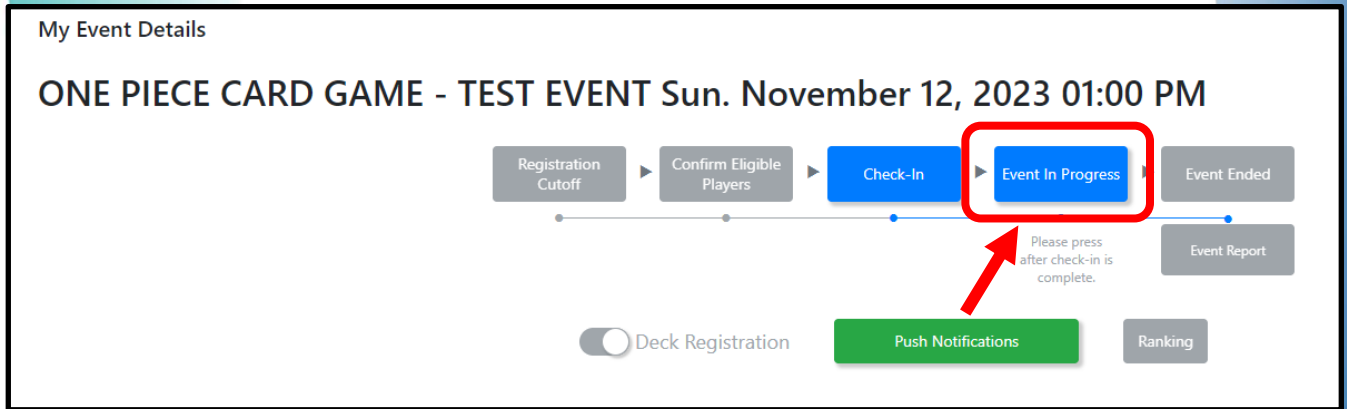 My Event Details
ONE PIECE CARD GAME - TEST EVENT Sun. November 12, 2023 01:00 PM
Registration
Cutoff
Confirm Eligible
Players
Check-In
Event In Progress
Event Ended
Please press
after check-in is
complete.
Event Report
Deck Registration
Push Notifications
Ranking